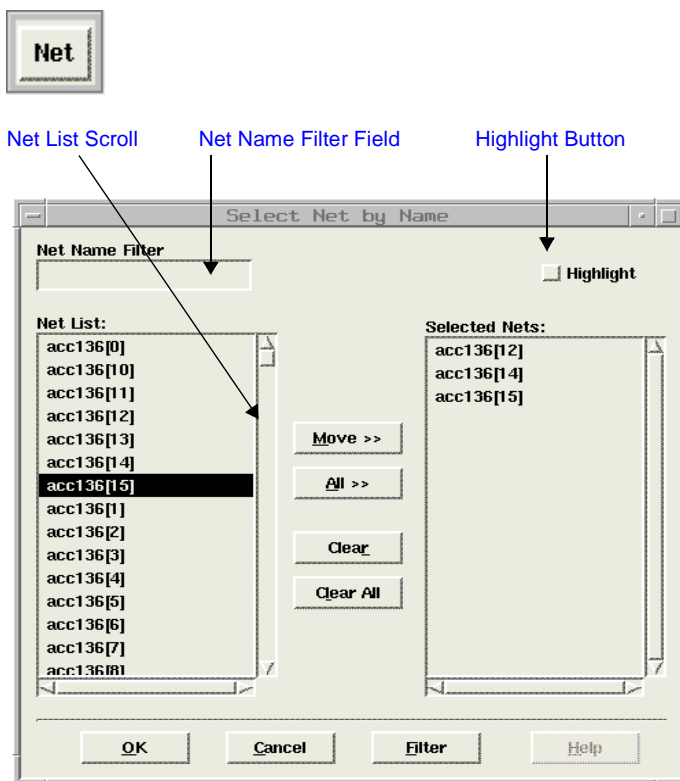 Net
Net List Scroll
Net Name Filter Field
Highlight Button
Select Net by Name
Net Name Filter
Highlight
Net List:
acc136[0]
acc136[10]
acc136[11]
acc136[12]
acc136[13]
acc136[14]
acc136[15]
acc136[1]
acc136[2]
acc136[3]
acc136[4]
acc136[5]
acc136[6]
acc136[7]
acc136[8]
Move >>
All >>
Clear
Clear All
Selected Nets:
acc136[12]
acc136[14]
acc136[15]
OK
Cancel
Filter
Help